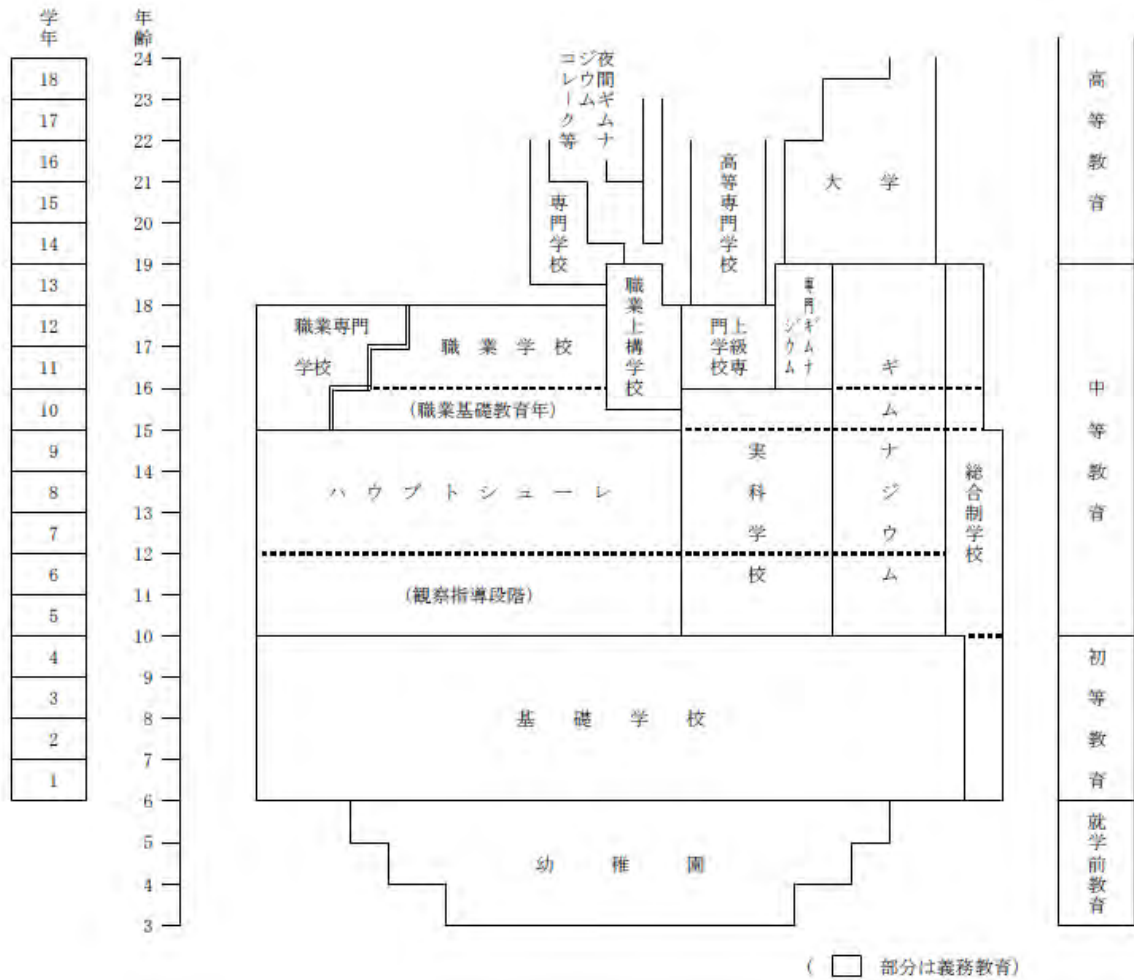 学年
年齢
18
17
16
15
14
13
12
11
10
9
8
7
6
5
4
3
2
1
24
23
22
21
20
19
18
17
16
15
14
13
12
11
10
9
8
7
6
5
4
3
夜間ギムナ
ジウム
コレーク等
専門学校
高等専門学校
大学
職業専門
学校
職業学校
(職業基礎教育年)
職業上構学校
上級専
門学校
専門ギムナ
ジウム
ハウプトシューレ
(観察指導段階)
実科学校
ギムナジウム
総合制学校
基礎学校
幼稚園
高等教育
中等教育
初等教育
就学前教育
( 部分は義務教育)